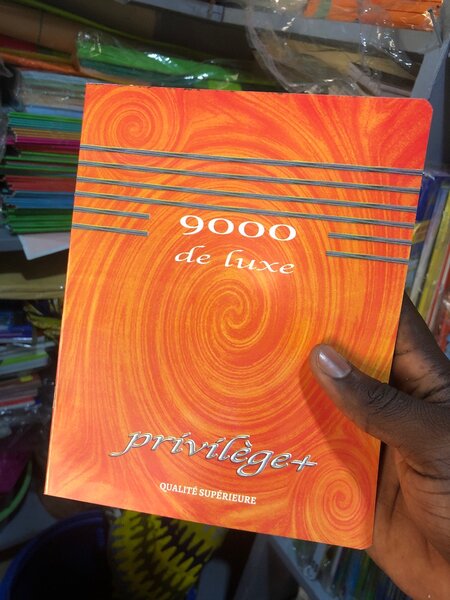 9000
de luxe
privilège+
QUALITÉ SUPÉRIEURE